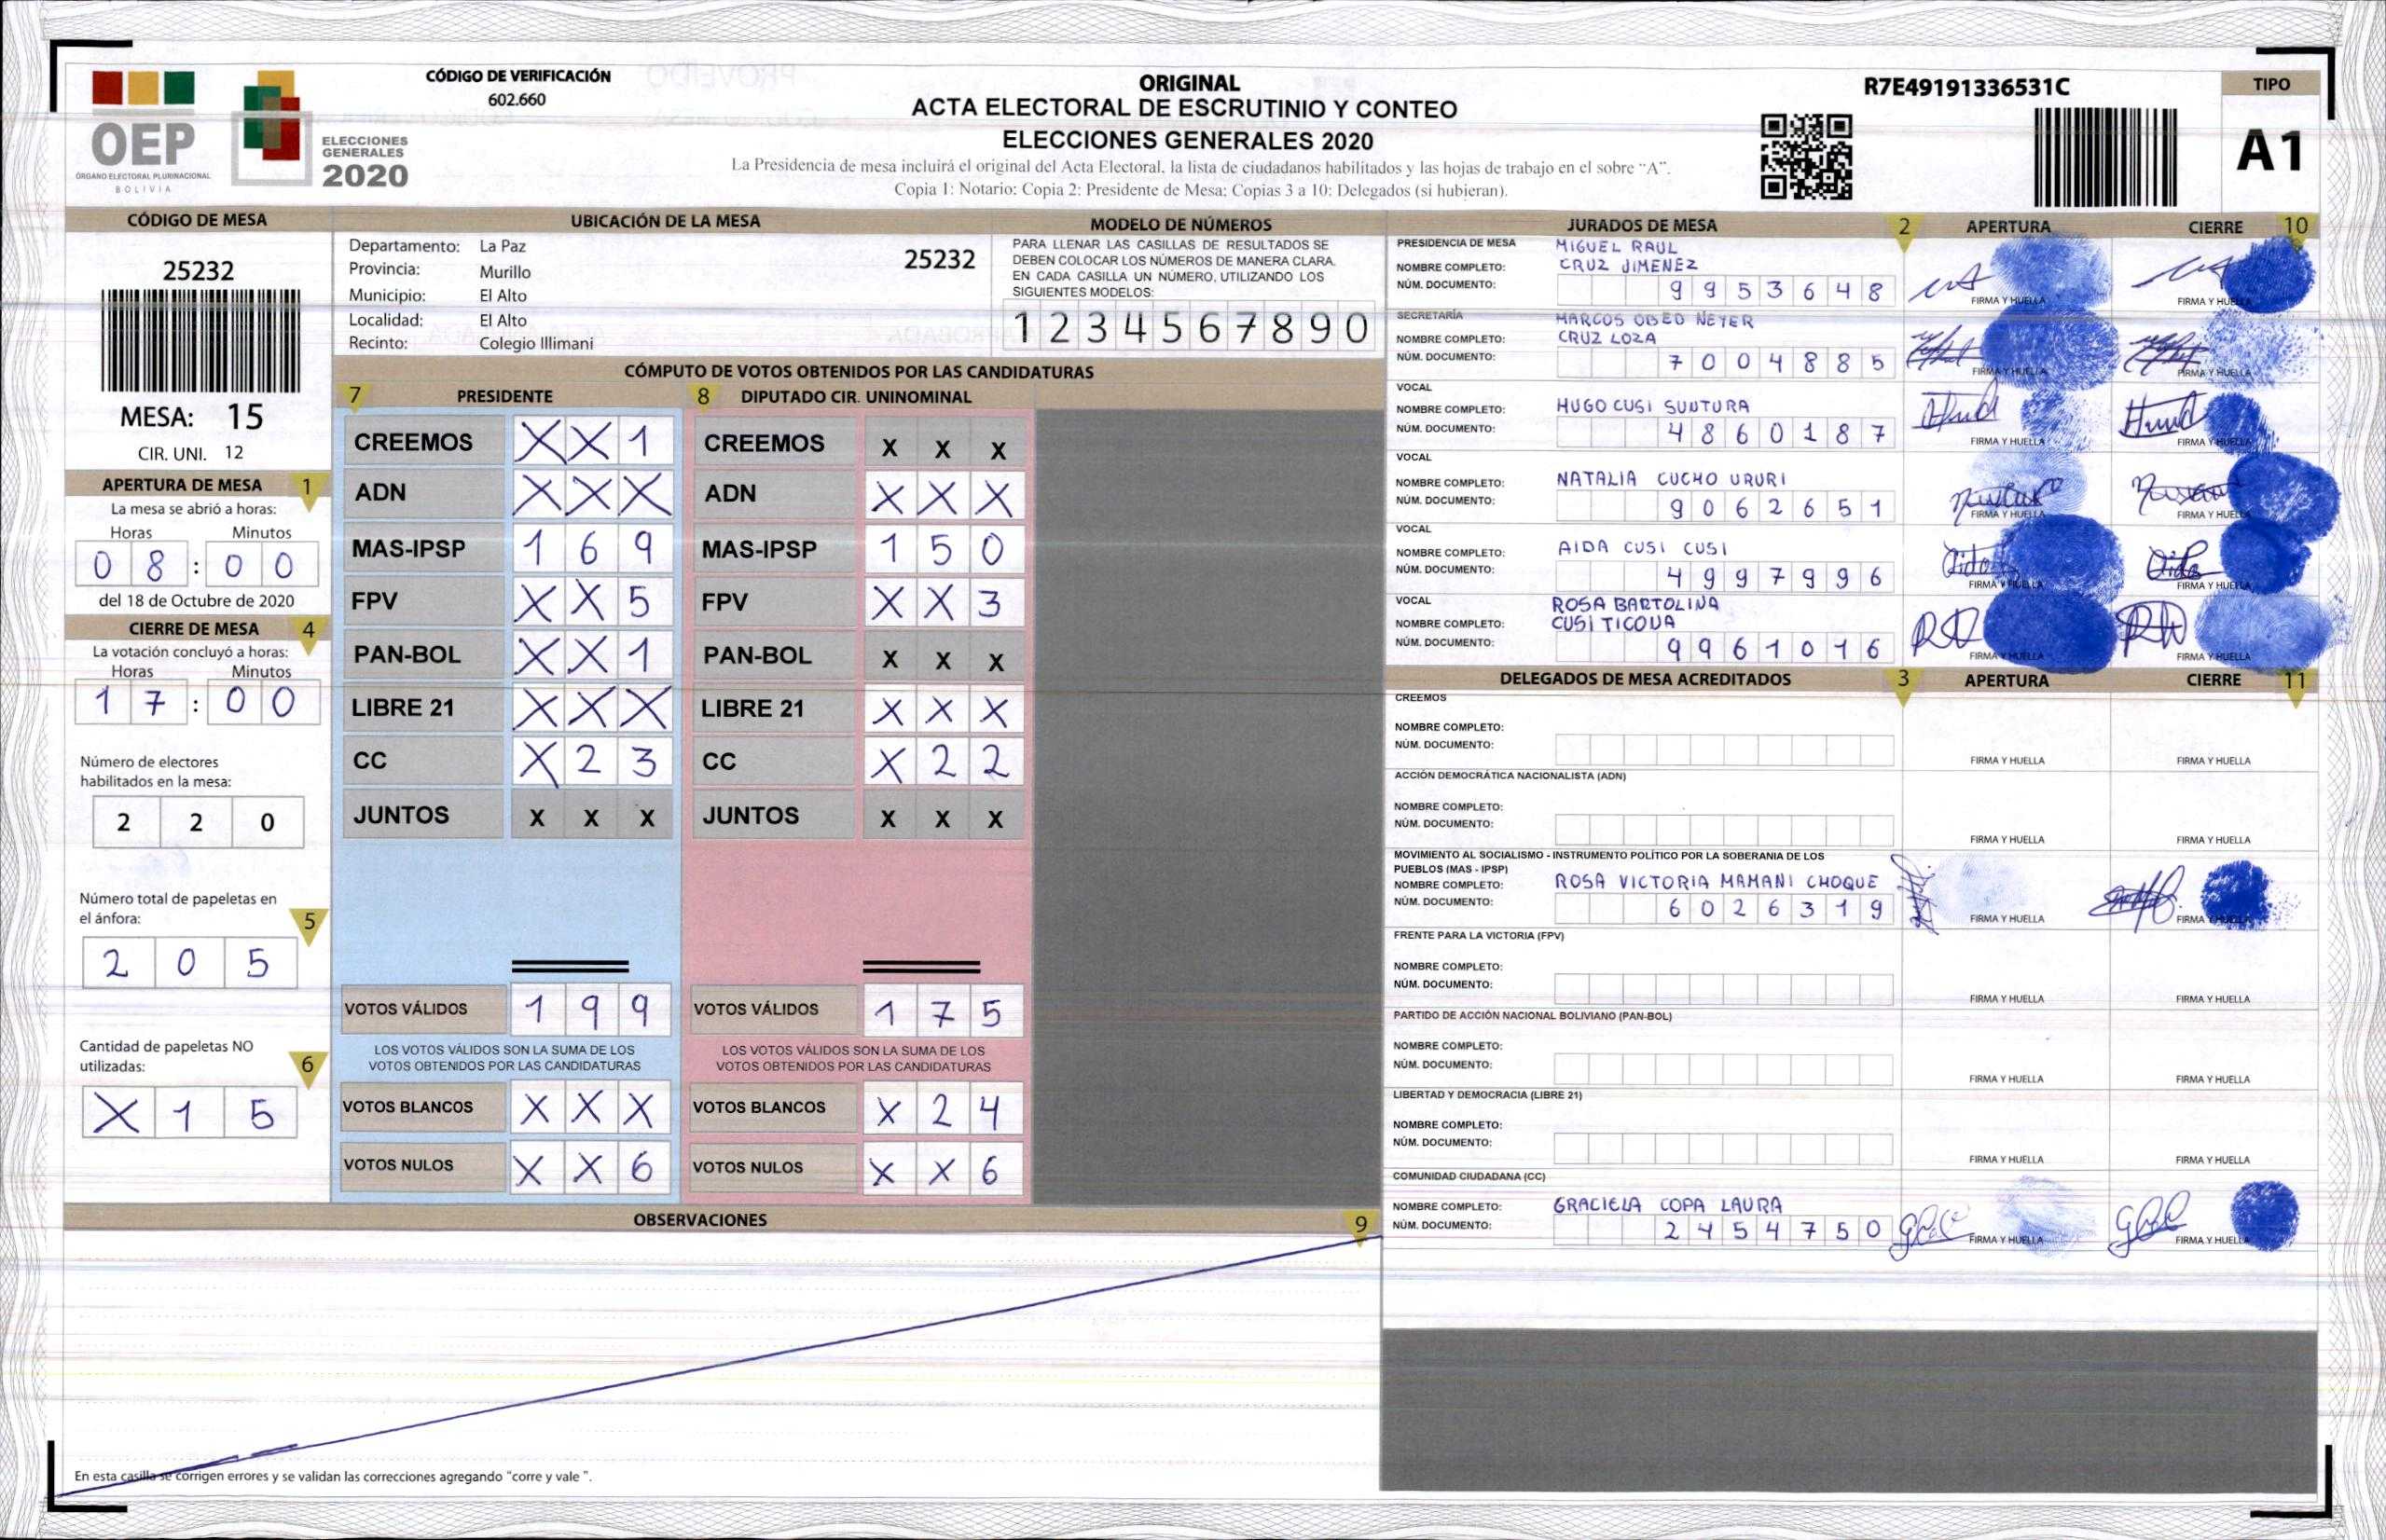 OEP
ÓRGANO ELECTORAL PLURINACIONAL
BOLIVIA
ELECCIONES
GENERALES
2020
CÓDIGO DE VERIFICACIÓN
602.660
ORIGINAL
ACTA ELECTORAL DE ESCRUTINIO Y CONTEO
ELECCIONES GENERALES 2020
La Presidencia de mesa incluirá el original del Acta Electoral, la lista de ciudadanos habilitados y las hojas de trabajo en el sobre "A".
Copia 1: Notario; Copia 2: Presidente de Mesa; Copias 3 a 10: Delegados (si hubieran).
R7E49191336531C
TIPO
A1
CÓDIGO DE MESA
25232
MESA: 15
CIR. UNI. 12
APERTURA DE MESA 1
La mesa se abrió a horas:
Horas Minutos
0 8 : 0 0
del 18 de Octubre de 2020
CIERRE DE MESA 4
La votación concluyó a horas:
Horas Minutos
1 7 : 0 0
Número de electores
habilitados en la mesa:
2 2 0
Número total de papeletas en
el ánfora: 5
2 0 5
Cantidad de papeletas NO
utilizadas: 6
X 1 5
UBICACIÓN DE LA MESA
Departamento: La Paz
25232
Provincia: Murillo
Municipio: El Alto
Localidad: El Alto
Recinto: Colegio Illimani
MODELO DE NÚMEROS
PARA LLENAR LAS CASILLAS DE RESULTADOS SE
DEBEN COLOCAR LOS NÚMEROS DE MANERA CLARA.
EN CADA CASILLA UN NÚMERO, UTILIZANDO LOS
SIGUIENTES MODELOS:
1 2 3 4 5 6 7 8 9 0
CÓMPUTO DE VOTOS OBTENIDOS POR LAS CANDIDATURAS
7 PRESIDENTE 8 DIPUTADO CIR. UNINOMINAL
CREEMOS X X 1 CREEMOS X X X
ADN X X X ADN X X X
MAS-IPSP 1 6 9 MAS-IPSP 1 5 0
FPV X X 5 FPV X X 3
PAN-BOL X X 1 PAN-BOL X X X
LIBRE 21 X X X LIBRE 21 X X X
CC X 2 3 CC X 2 2
JUNTOS X X X JUNTOS X X X
VOTOS VÁLIDOS 1 9 9 VOTOS VÁLIDOS 1 7 5
LOS VOTOS VÁLIDOS SON LA SUMA DE LOS LOS VOTOS VÁLIDOS SON LA SUMA DE LOS
VOTOS OBTENIDOS POR LAS CANDIDATURAS VOTOS OBTENIDOS POR LAS CANDIDATURAS
VOTOS BLANCOS X X X VOTOS BLANCOS X 2 4
VOTOS NULOS X X 6 VOTOS NULOS X X 6
OBSERVACIONES 9
En esta casilla se corrigen errores y se validan las correcciones agregando "corre y vale ".
JURADOS DE MESA 2 APERTURA CIERRE 10
PRESIDENCIA DE MESA MIGUEL RAUL
NOMBRE COMPLETO: CRUZ JIMENEZ
NÚM. DOCUMENTO: 9 9 5 3 6 4 8
FIRMA Y HUELLA FIRMA Y HUELLA
SECRETARÍA MARCOS OBED NEYER
NOMBRE COMPLETO: CRUZ LOZA
NÚM. DOCUMENTO: 7 0 0 4 8 8 5
FIRMA Y HUELLA FIRMA Y HUELLA
VOCAL
NOMBRE COMPLETO: HUGO CUSI SUNTURA
NÚM. DOCUMENTO: 4 8 6 0 1 8 7
FIRMA Y HUELLA FIRMA Y HUELLA
VOCAL
NOMBRE COMPLETO: NATALIA CUCHO URURI
NÚM. DOCUMENTO: 9 0 6 2 6 5 1
FIRMA Y HUELLA FIRMA Y HUELLA
VOCAL
NOMBRE COMPLETO: AIDA CUSI CUSI
NÚM. DOCUMENTO: 4 9 9 7 9 9 6
FIRMA Y HUELLA FIRMA Y HUELLA
VOCAL ROSA BARTOLINA
NOMBRE COMPLETO: CUSI TICONA
NÚM. DOCUMENTO: 9 9 6 1 0 1 6
FIRMA Y HUELLA FIRMA Y HUELLA
DELEGADOS DE MESA ACREDITADOS 3 APERTURA CIERRE 11
CREEMOS
NOMBRE COMPLETO:
NÚM. DOCUMENTO:
FIRMA Y HUELLA FIRMA Y HUELLA
ACCIÓN DEMOCRÁTICA NACIONALISTA (ADN)
NOMBRE COMPLETO:
NÚM. DOCUMENTO:
FIRMA Y HUELLA FIRMA Y HUELLA
MOVIMIENTO AL SOCIALISMO - INSTRUMENTO POLÍTICO POR LA SOBERANIA DE LOS
PUEBLOS (MAS - IPSP)
NOMBRE COMPLETO: ROSA VICTORIA MAMANI CHOQUE
NÚM. DOCUMENTO: 6 0 2 6 3 1 9
FIRMA Y HUELLA FIRMA Y HUELLA
FRENTE PARA LA VICTORIA (FPV)
NOMBRE COMPLETO:
NÚM. DOCUMENTO:
FIRMA Y HUELLA FIRMA Y HUELLA
PARTIDO DE ACCIÓN NACIONAL BOLIVIANO (PAN-BOL)
NOMBRE COMPLETO:
NÚM. DOCUMENTO:
FIRMA Y HUELLA FIRMA Y HUELLA
LIBERTAD Y DEMOCRACIA (LIBRE 21)
NOMBRE COMPLETO:
NÚM. DOCUMENTO:
FIRMA Y HUELLA FIRMA Y HUELLA
COMUNIDAD CIUDADANA (CC)
NOMBRE COMPLETO: GRACIELA COPA LAURA
NÚM. DOCUMENTO: 2 4 5 4 7 5 0
FIRMA Y HUELLA FIRMA Y HUELLA